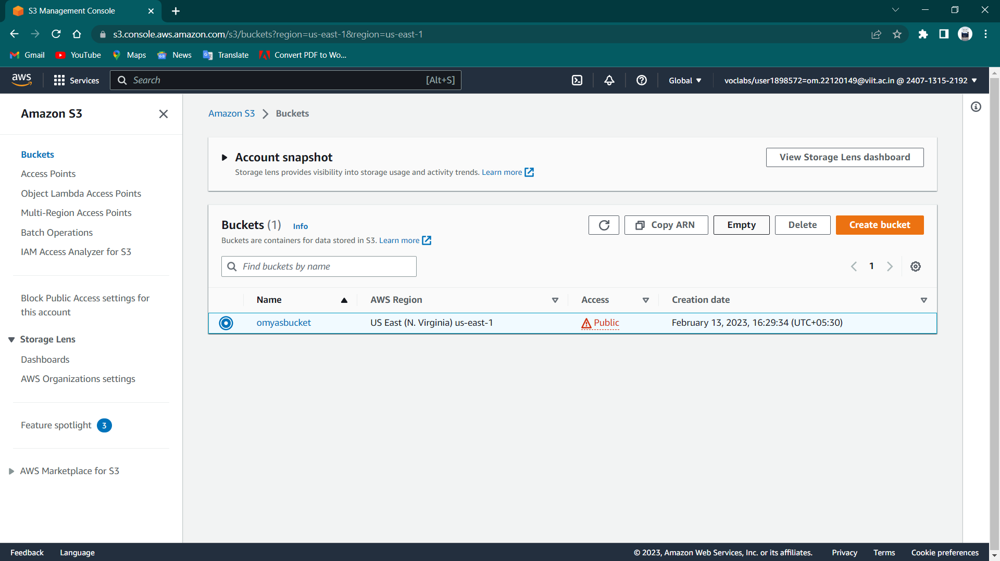 S3 Management Console
s3.console.aws.amazon.com/s3/buckets?region=us-east-1&region=us-east-1
Gmail YouTube Maps News Translate Convert PDF to Wo...
aws Services Search [Alt+S] Global voclabs/user1898572=om.22120149@viit.ac.in @ 2407-1315-2192
Amazon S3
Buckets
Access Points
Object Lambda Access Points
Multi-Region Access Points
Batch Operations
IAM Access Analyzer for S3
Block Public Access settings for
this account
Storage Lens
Dashboards
AWS Organizations settings
Feature spotlight 3
AWS Marketplace for S3
Amazon S3 Buckets
Account snapshot
View Storage Lens dashboard
Storage lens provides visibility into storage usage and activity trends. Learn more
Buckets (1) Info
Copy ARN Empty Delete Create bucket
Buckets are containers for data stored in S3. Learn more
Find buckets by name
1
Name AWS Region Access Creation date
omyasbucket US East (N. Virginia) us-east-1 Public February 13, 2023, 16:29:34 (UTC+05:30)
Feedback Language © 2023, Amazon Web Services, Inc. or its affiliates. Privacy Terms Cookie preferences